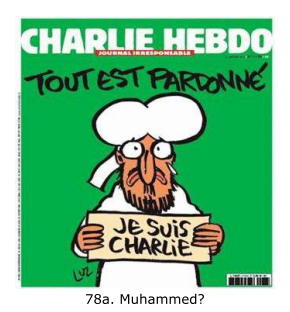 CHARLIE HEBDO
JOURNAL IRRESPONSABLE
TOUT EST PARDONNÉ
JE SUIS
CHARLIE
LUZ
78a. Muhammed?